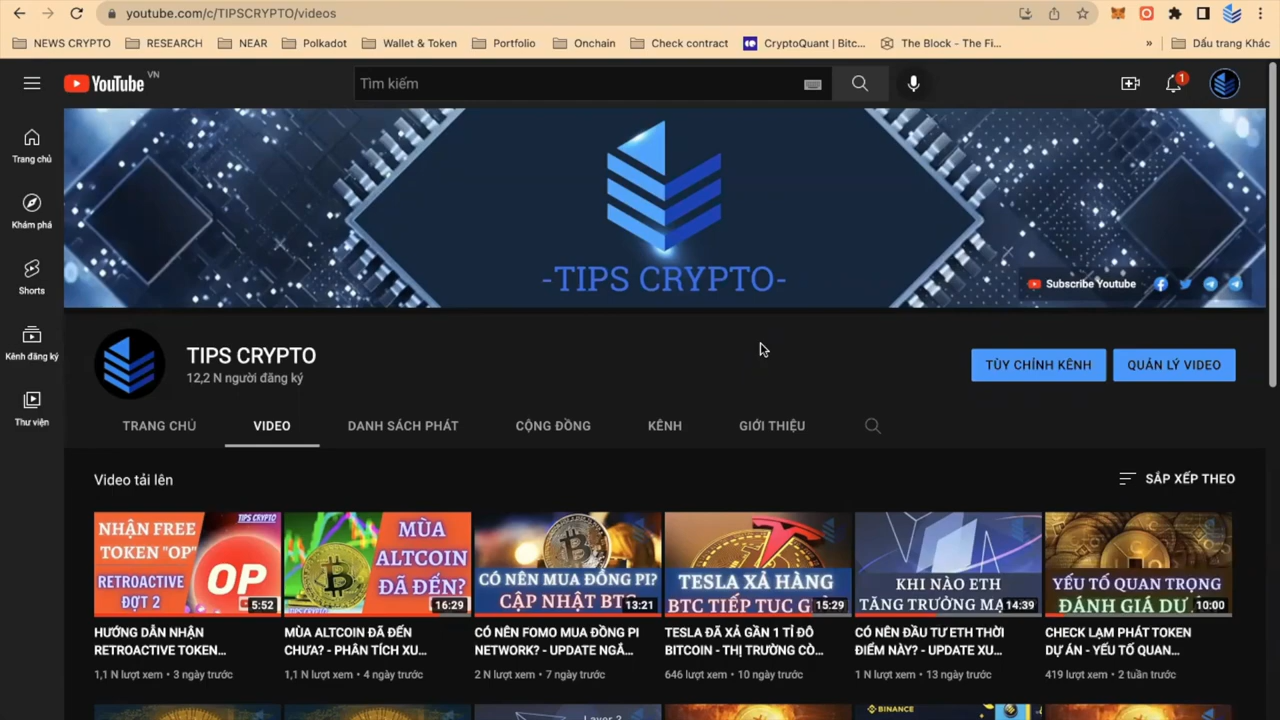 youtube.com/c/TIPSCRYPTO/videos
NEWS CRYPTO RESEARCH NEAR Polkadot Wallet & Token Portfolio Onchain Check contract CryptoQuant | Bitc... The Block - The Fi... » Dấu trang Khác
YouTube VN Tìm kiếm 1
Trang chủ
Khám phá
Shorts
Kênh đăng ký
Thư viện
-TIPS CRYPTO-
Subscribe Youtube
TIPS CRYPTO
12,2 N người đăng ký
TÙY CHỈNH KÊNH QUẢN LÝ VIDEO
TRANG CHỦ VIDEO DANH SÁCH PHÁT CỘNG ĐỒNG KÊNH GIỚI THIỆU
Video tải lên SẮP XẾP THEO
NHẬN FREE
TOKEN "OP"
RETROACTIVE
ĐỢT 2
TIPS CRYPTO
OP
5:52
HƯỚNG DẪN NHẬN
RETROACTIVE TOKEN...
1,1 N lượt xem • 3 ngày trước
MÙA
ALTCOIN
ĐÃ ĐẾN?
TIPS CRYPTO
16:29
MÙA ALTCOIN ĐÃ ĐẾN
CHƯA? - PHÂN TÍCH XU...
1,1 N lượt xem • 4 ngày trước
CÓ NÊN MUA ĐỒNG PI?
CẬP NHẬT BTC
13:21
CÓ NÊN FOMO MUA ĐỒNG PI
NETWORK? - UPDATE NGẮ...
2 N lượt xem • 7 ngày trước
TESLA XẢ HÀNG
BTC TIẾP TỤC
15:29
TESLA ĐÃ XẢ GẦN 1 TỈ ĐÔ
BITCOIN - THỊ TRƯỜNG CÒ...
646 lượt xem • 10 ngày trước
KHI NÀO ETH
TĂNG TRƯỞNG
14:39
CÓ NÊN ĐẦU TƯ ETH THỜI
ĐIỂM NÀY? - UPDATE XU...
1 N lượt xem • 13 ngày trước
YẾU TỐ QUAN TRỌNG
ĐÁNH GIÁ DỰ
10:00
CHECK LẠM PHÁT TOKEN
DỰ ÁN - YẾU TỐ QUAN...
419 lượt xem • 2 tuần trước
Layer 2
BINANCE